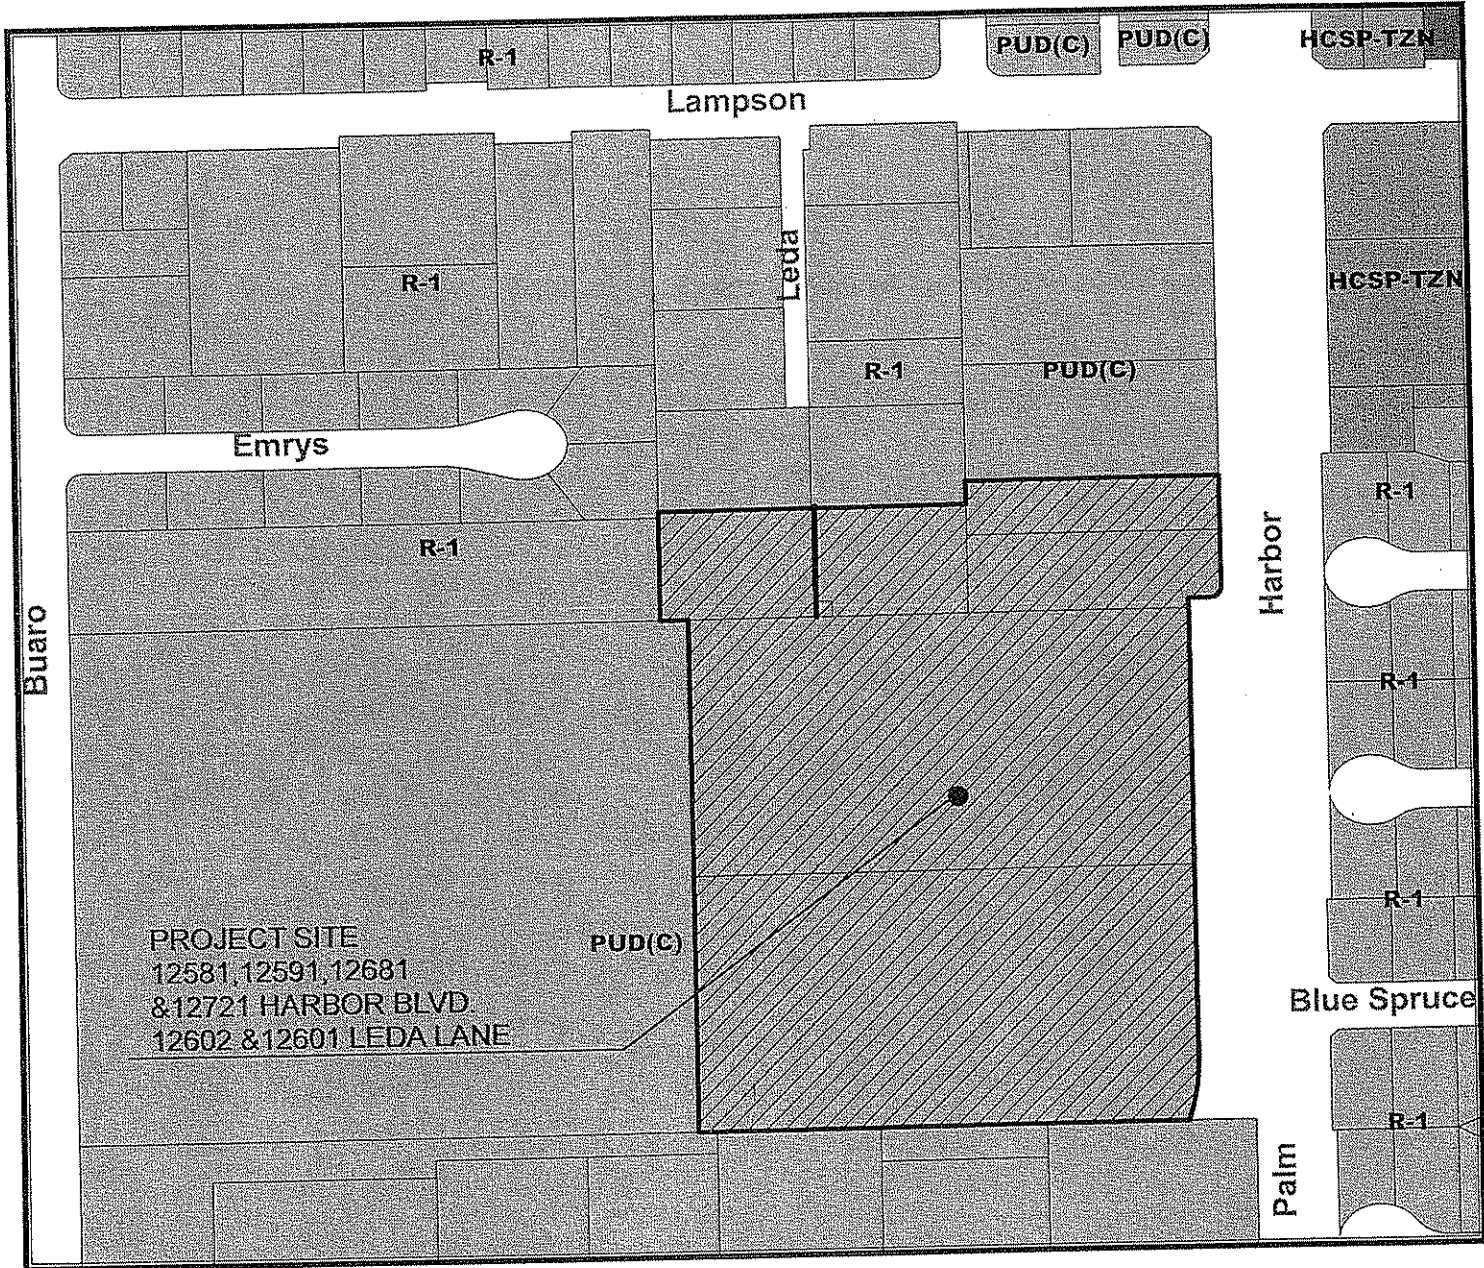 R-1
PUD(C)
PUD(C)
HCSP-TZN
Lampson
Leda
R-1
HCSP-TZN
R-1
PUD(C)
Emrys
R-1
R-1
Harbor
Buaro
R-1
PROJECT SITE
12581,12591,12681
&12721 HARBOR BLVD.
12602 &12601 LEDA LANE
PUD(C)
R-1
Blue Spruce
R-1
Palm